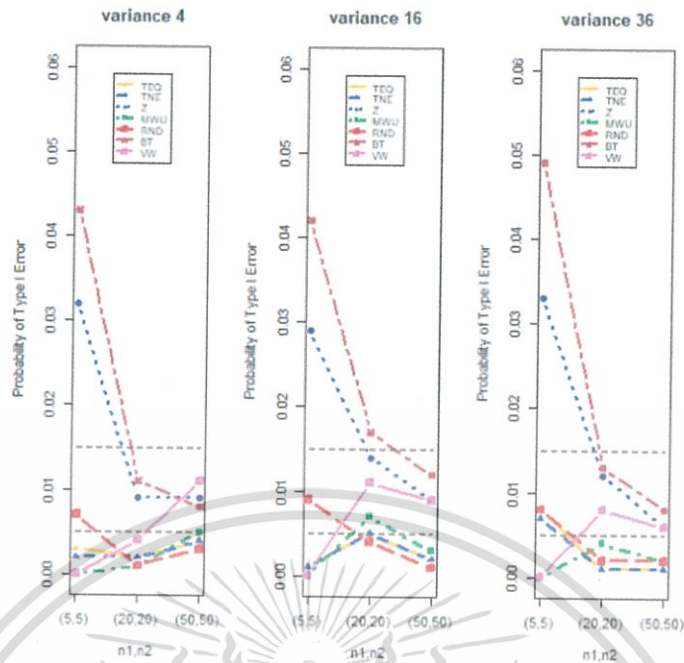 variance 4
Probability of Type I Error
0.06
0.05
0.04
0.03
0.02
0.01
0.00
TEQ
TNE
Z
MWU
RND
BT
VW
(5,5)
(20,20)
(50,50)
n1,n2
variance 16
Probability of Type I Error
0.06
0.05
0.04
0.03
0.02
0.01
0.00
TEQ
TNE
Z
MWU
RND
BT
VW
(5,5)
(20,20)
(50,50)
n1,n2
variance 36
Probability of Type I Error
0.06
0.05
0.04
0.03
0.02
0.01
0.00
TEQ
TNE
Z
MWU
RND
BT
VW
(5,5)
(20,20)
(50,50)
n1,n2